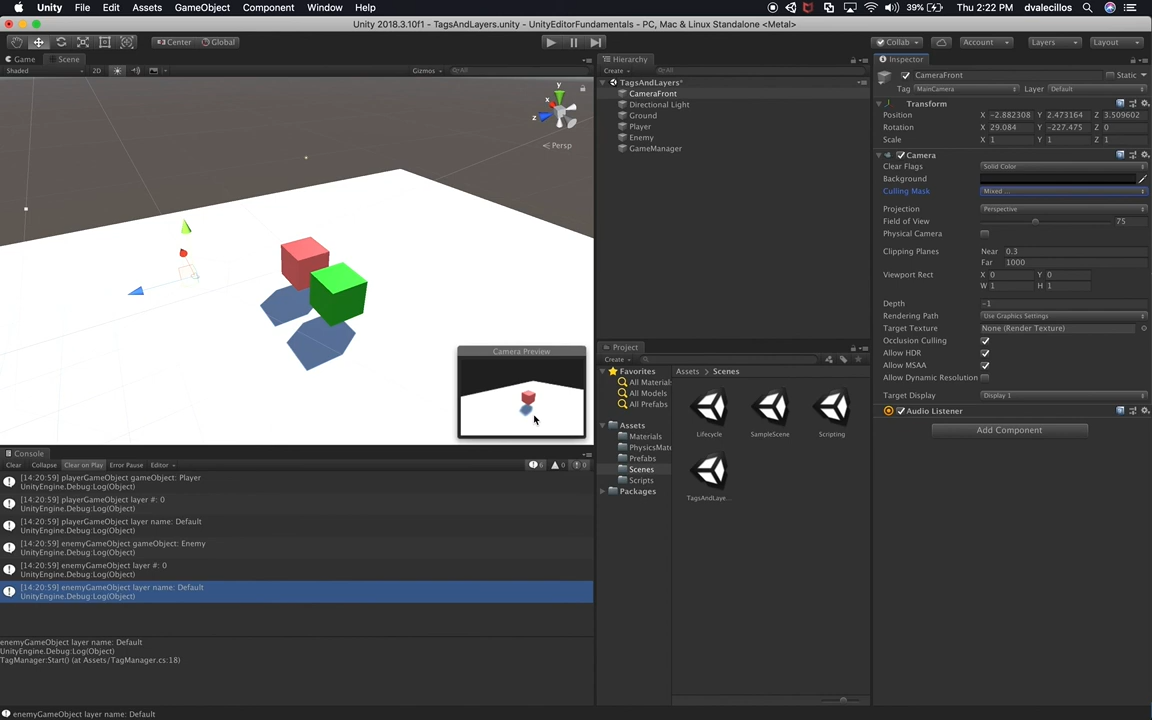 Unity File Edit Assets GameObject Component Window Help 39% Thu 2:22 PM dvalecillos
Unity 2018.3.10f1 - TagsAndLayers.unity - UnityEditorFundamentals - PC, Mac & Linux Standalone <Metal>
Center Global Collab Account Layers Layout
Game Scene
Shaded 2D Gizmos All
y
x
z
Persp
Camera Preview
Hierarchy
Create All
TagsAndLayers*
CameraFront
Directional Light
Ground
Player
Enemy
GameManager
Project
Create
Favorites
All Materials
All Models
All Prefabs
Assets
Materials
PhysicsMate
Prefabs
Scenes
Scripts
Packages
Assets Scenes
Lifecycle SampleScene Scripting
TagsAndLaye...
Inspector
CameraFront Static
Tag MainCamera Layer Default
Transform
Position X -2.882308 Y 2.473164 Z 3.509602
Rotation X 29.084 Y -227.475 Z 0
Scale X 1 Y 1 Z 1
Camera
Clear Flags Solid Color
Background
Culling Mask Mixed ...
Projection Perspective
Field of View 75
Physical Camera
Clipping Planes Near 0.3
Far 1000
Viewport Rect X 0 Y 0
W 1 H 1
Depth -1
Rendering Path Use Graphics Settings
Target Texture None (Render Texture)
Occlusion Culling
Allow HDR
Allow MSAA
Allow Dynamic Resolution
Target Display Display 1
Audio Listener
Add Component
Console
Clear Collapse Clear on Play Error Pause Editor 6 0 0
[14:20:59] playerGameObject gameObject: Player
UnityEngine.Debug:Log(Object)
[14:20:59] playerGameObject layer #: 0
UnityEngine.Debug:Log(Object)
[14:20:59] playerGameObject layer name: Default
UnityEngine.Debug:Log(Object)
[14:20:59] enemyGameObject gameObject: Enemy
UnityEngine.Debug:Log(Object)
[14:20:59] enemyGameObject layer #: 0
UnityEngine.Debug:Log(Object)
[14:20:59] enemyGameObject layer name: Default
UnityEngine.Debug:Log(Object)
enemyGameObject layer name: Default
UnityEngine.Debug:Log(Object)
TagManager:Start() (at Assets/TagManager.cs:18)
enemyGameObject layer name: Default